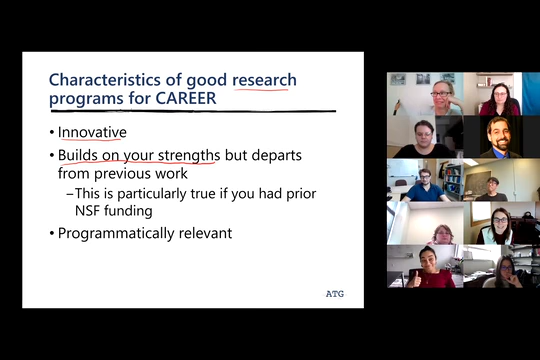 Characteristics of good research
programs for CAREER
• Innovative
• Builds on your strengths but departs
from previous work
–This is particularly true if you had prior
NSF funding
• Programmatically relevant
ATG